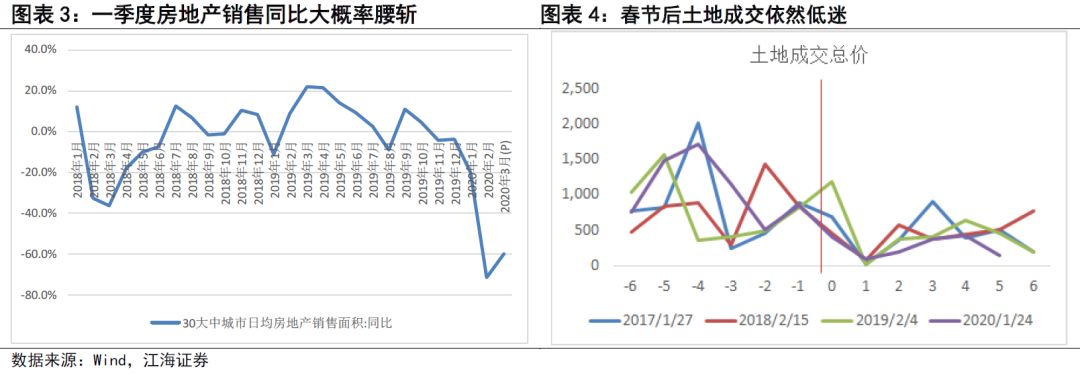 图表 3：一季度房地产销售同比大概率腰斩
40.0%
20.0%
0.0%
-20.0%
-40.0%
-60.0%
-80.0%
2018年1月
2018年2月
2018年3月
2018年4月
2018年5月
2018年6月
2018年7月
2018年8月
2018年9月
2018年10月
2018年11月
2018年12月
2019年1月
2019年2月
2019年3月
2019年4月
2019年5月
2019年6月
2019年7月
2019年8月
2019年9月
2019年10月
2019年11月
2019年12月
2020年1月
2020年2月
2020年3月(P)
30大中城市日均房地产销售面积:同比
图表 4：春节后土地成交依然低迷
土地成交总价
2,500
2,000
1,500
1,000
500
0
-6 -5 -4 -3 -2 -1 0 1 2 3 4 5 6
2017/1/27 2018/2/15 2019/2/4 2020/1/24
数据来源：Wind，江海证券